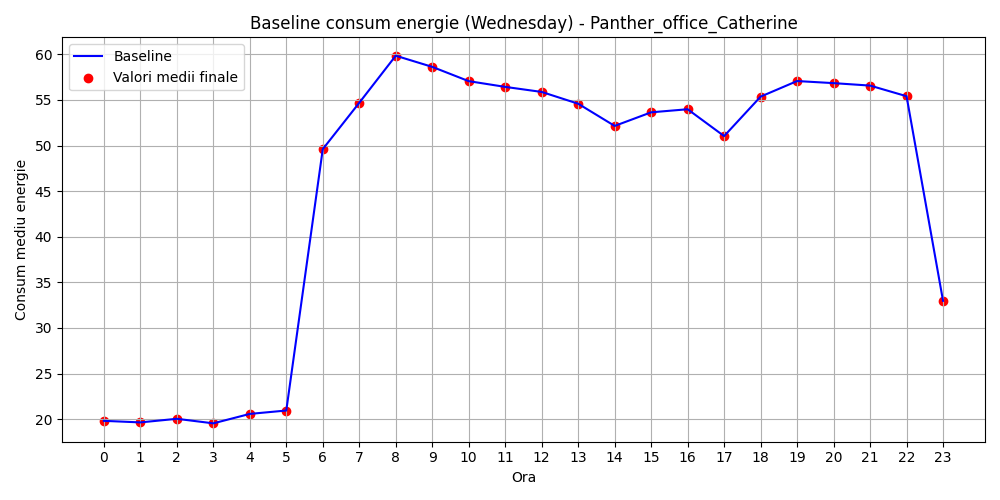 Baseline consum energie (Wednesday) - Panther_office_Catherine
Baseline
Valori medii finale
Consum mediu energie
60
55
50
45
40
35
30
25
20
0 1 2 3 4 5 6 7 8 9 10 11 12 13 14 15 16 17 18 19 20 21 22 23
Ora